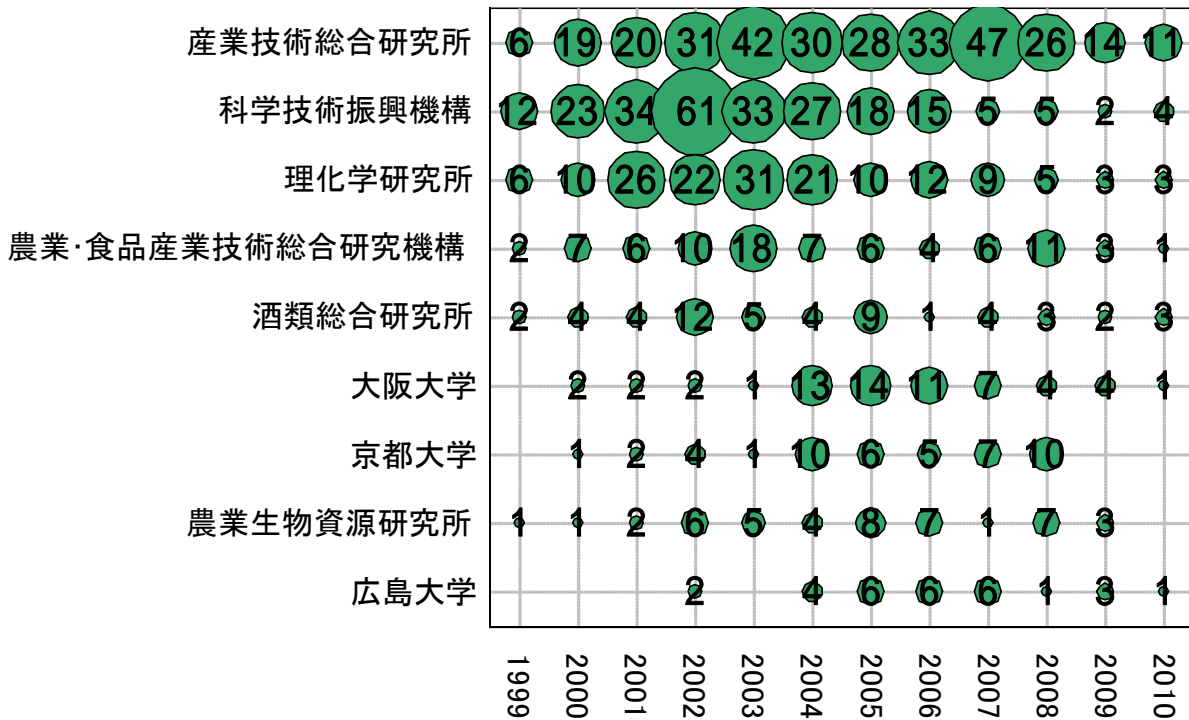 産業技術総合研究所 6 19 20 31 42 30 28 33 47 26 14 11
科学技術振興機構 12 23 34 61 33 27 18 15 5 5 2 4
理化学研究所 6 10 26 22 31 21 10 12 9 5 3 3
農業・食品産業技術総合研究機構 2 7 6 10 18 7 6 4 6 11 3 1
酒類総合研究所 2 4 4 12 5 4 9 1 4 3 2 3
大阪大学 2 2 2 1 13 14 11 7 4 4 1
京都大学 1 2 4 1 10 6 5 7 10
農業生物資源研究所 1 1 2 6 5 4 8 7 1 7 3
広島大学 2 4 6 6 6 1 3 1
1999 2000 2001 2002 2003 2004 2005 2006 2007 2008 2009 2010